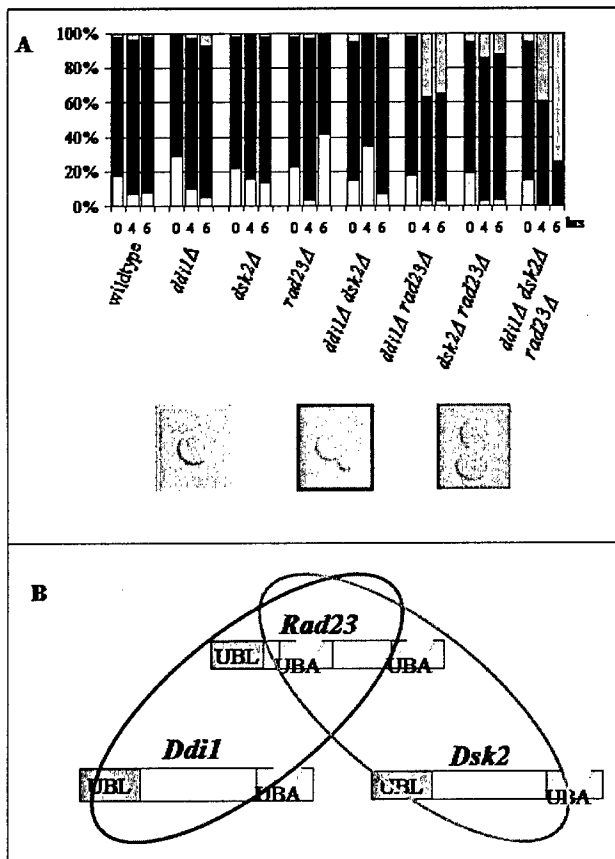 A
100%
80%
60%
40%
20%
0%
0 4 6 0 4 6 0 4 6 0 4 6 0 4 6 0 4 6 0 4 6 0 4 6 hrs
wildtype
ddi1Δ
dsk2Δ
rad23Δ
ddi1Δ dsk2Δ
ddi1Δ rad23Δ
dsk2Δ rad23Δ
ddi1Δ dsk2Δ
rad23Δ
B
Rad23
UBL UBA UBA
Ddi1 Dsk2
UBL UBA UBL UBA